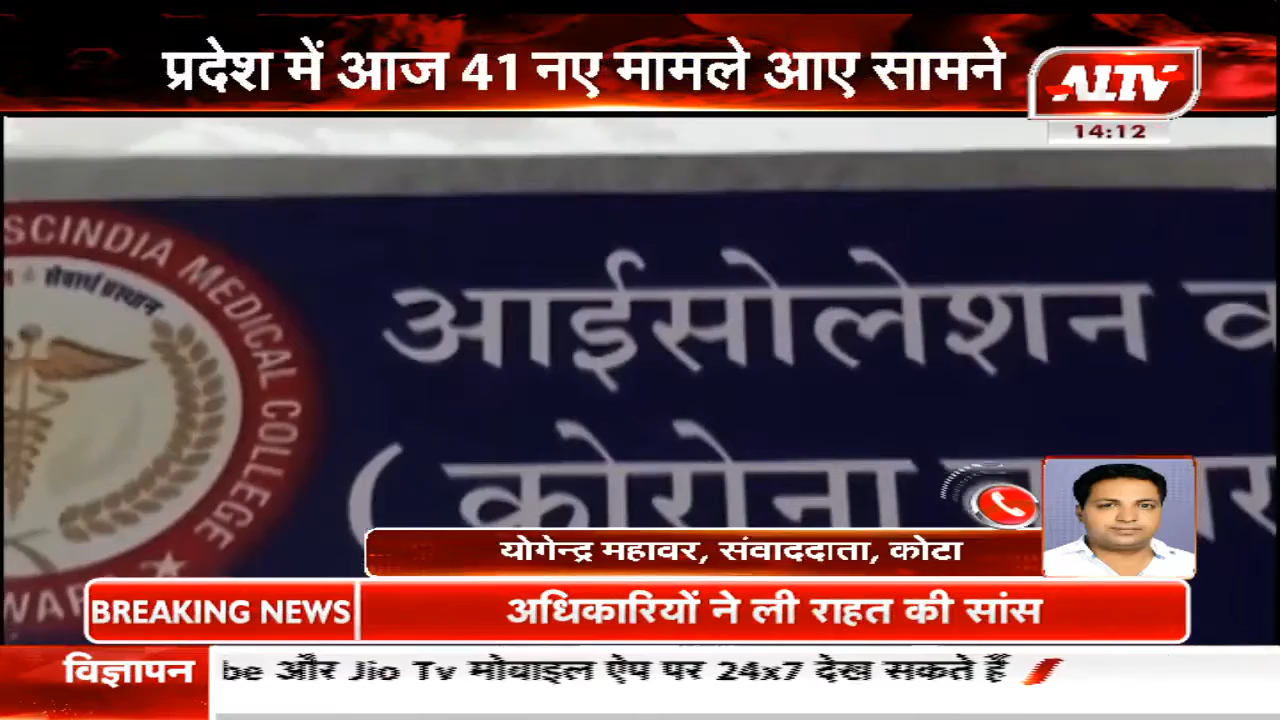 प्रदेश में आज 41 नए मामले आए सामने
ALTV
14:12
SCINDIA MEDICAL COLLEGE
सेवार्थ प्रस्थान
आईसोलेशन
( कोरोना
योगेन्द्र महावर, संवाददाता, कोटा
BREAKING NEWS
अधिकारियों ने ली राहत की सांस
विज्ञापन
be और Jio Tv मोबाइल ऐप पर 24x7 देख सकते हैं